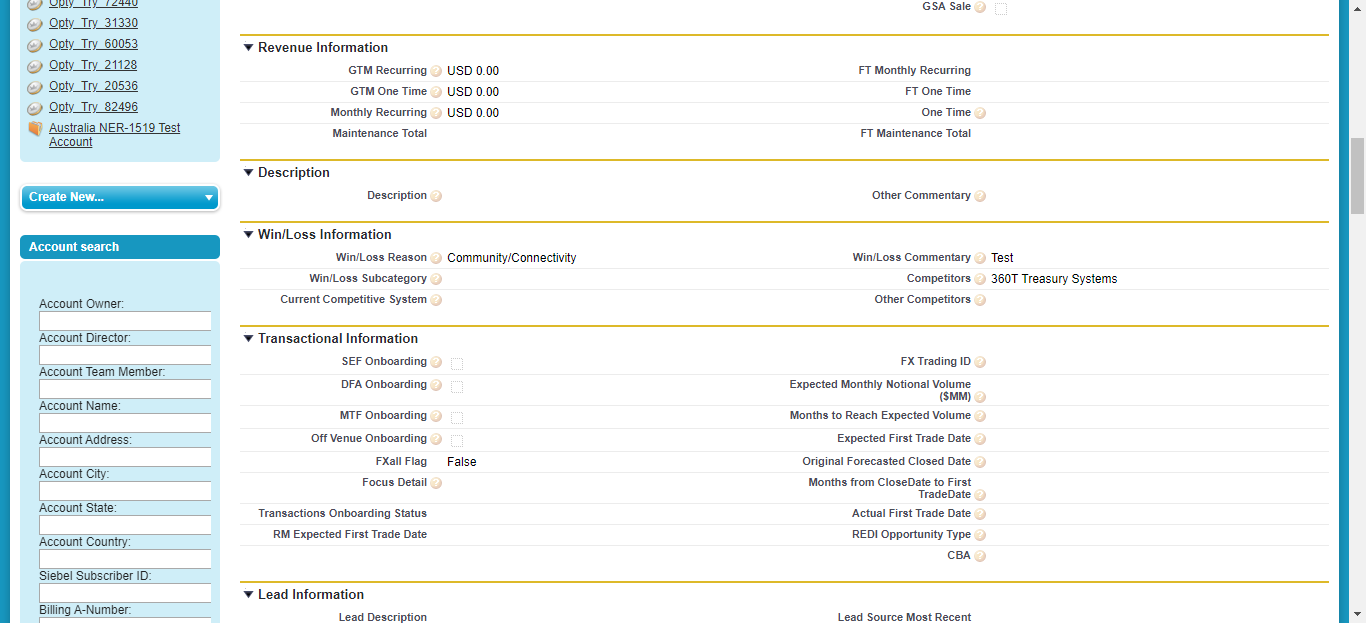 Opty_Try_72440
Opty_Try_31330
Opty_Try_60053
Opty_Try_21128
Opty_Try_20536
Opty_Try_82496
Australia NER-1519 Test
Account
Create New...
Account search
Account Owner:
Account Director:
Account Team Member:
Account Name:
Account Address:
Account City:
Account State:
Account Country:
Siebel Subscriber ID:
Billing A-Number:
GSA Sale ?
Revenue Information
GTM Recurring ? USD 0.00 FT Monthly Recurring
GTM One Time ? USD 0.00 FT One Time
Monthly Recurring ? USD 0.00 One Time ?
Maintenance Total FT Maintenance Total
Description
Description ? Other Commentary ?
Win/Loss Information
Win/Loss Reason ? Community/Connectivity Win/Loss Commentary ? Test
Win/Loss Subcategory ? Competitors ? 360T Treasury Systems
Current Competitive System ? Other Competitors ?
Transactional Information
SEF Onboarding ? FX Trading ID ?
DFA Onboarding ? Expected Monthly Notional Volume
($MM) ?
MTF Onboarding ? Months to Reach Expected Volume ?
Off Venue Onboarding ? Expected First Trade Date ?
FXall Flag False Original Forecasted Closed Date ?
Focus Detail ? Months from CloseDate to First
TradeDate ?
Transactions Onboarding Status Actual First Trade Date ?
RM Expected First Trade Date REDI Opportunity Type ?
CBA ?
Lead Information
Lead Description Lead Source Most Recent